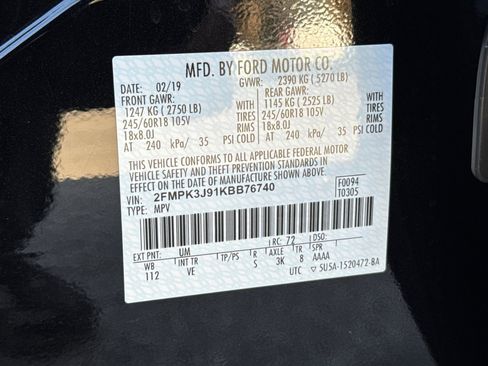 MFD. BY FORD MOTOR CO.
DATE: 02/19 GVWR: 2390 KG ( 5270 LB)
FRONT GAWR: REAR GAWR:
1247 KG ( 2750 LB) 1145 KG ( 2525 LB) WITH
245/60R18 105V TIRES 245/60R18 105V TIRES
18x8.0J RIMS 18x8.0J RIMS
AT 240 kPa/ 35 PSI COLD AT 240 kPa/ 35 PSI COLD
THIS VEHICLE CONFORMS TO ALL APPLICABLE FEDERAL MOTOR
VEHICLE SAFETY AND THEFT PREVENTION STANDARDS IN
EFFECT ON THE DATE OF MANUFACTURE SHOWN ABOVE.
VIN: 2FMPK3J91KBB76740 F0094
TYPE: MPV T0305
EXT PNT: UM RC: 72 DSO:
WB INT TR TP/PS R AXLE TR SPR
112 VE S 3K 8 AAAA
UTC 5U5A-1520472-BA